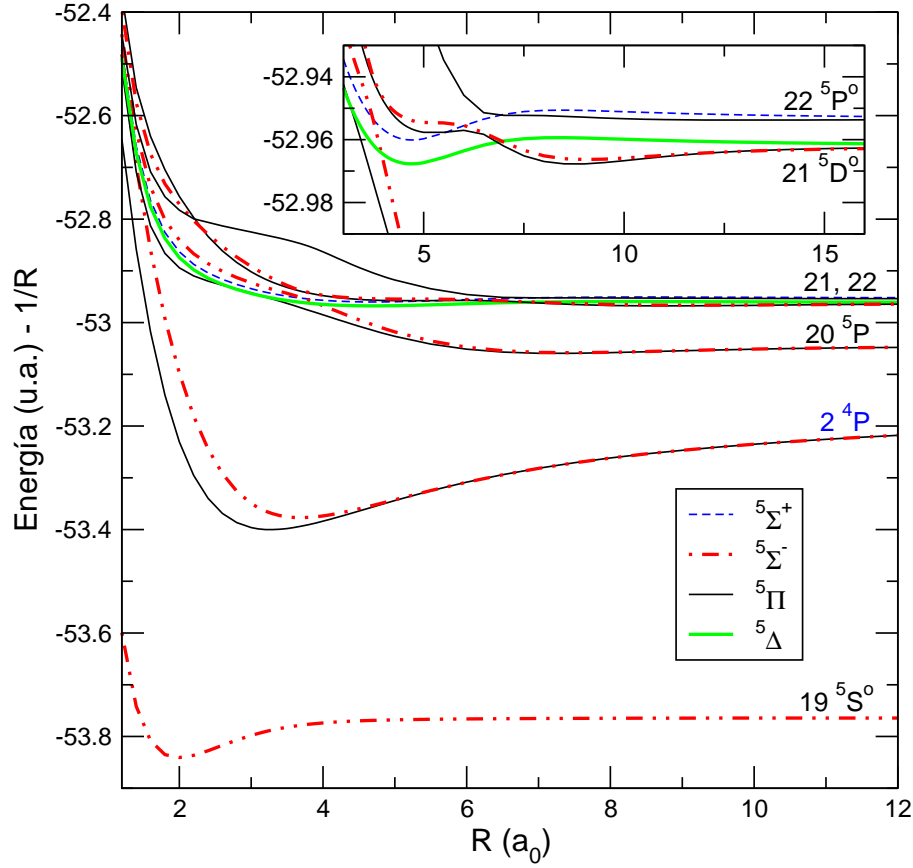 -52.4
-52.6
-52.8
-53
-53.2
-53.4
-53.6
-53.8
Energía (u.a.) - 1/R
2
4
6
8
10
12
R (a₀)
-52.94
-52.96
-52.98
5
10
15
22 ⁵Pᵒ
21 ⁵Dᵒ
21, 22
20 ⁵P
2 ⁴P
⁵Σ⁺
⁵Σ⁻
⁵Π
⁵Δ
19 ⁵Sᵒ